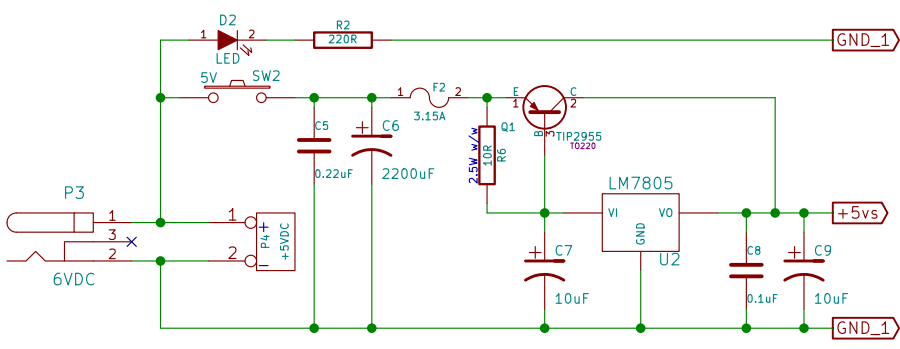 D2
1 2
LED
R2
220R
GND_1
5V
SW2
C5
0.22uF
C6
2200uF
1 2
F2
3.15A
E
1
C
2
B
3
Q1
TIP2955
TO220
2.5W w/w
10R
R6
LM7805
VI
VO
GND
U2
P3
1
3
2
6VDC
1
2
+
−
P4
+5VDC
C7
10uF
C8
0.1uF
C9
10uF
+5vs
GND_1